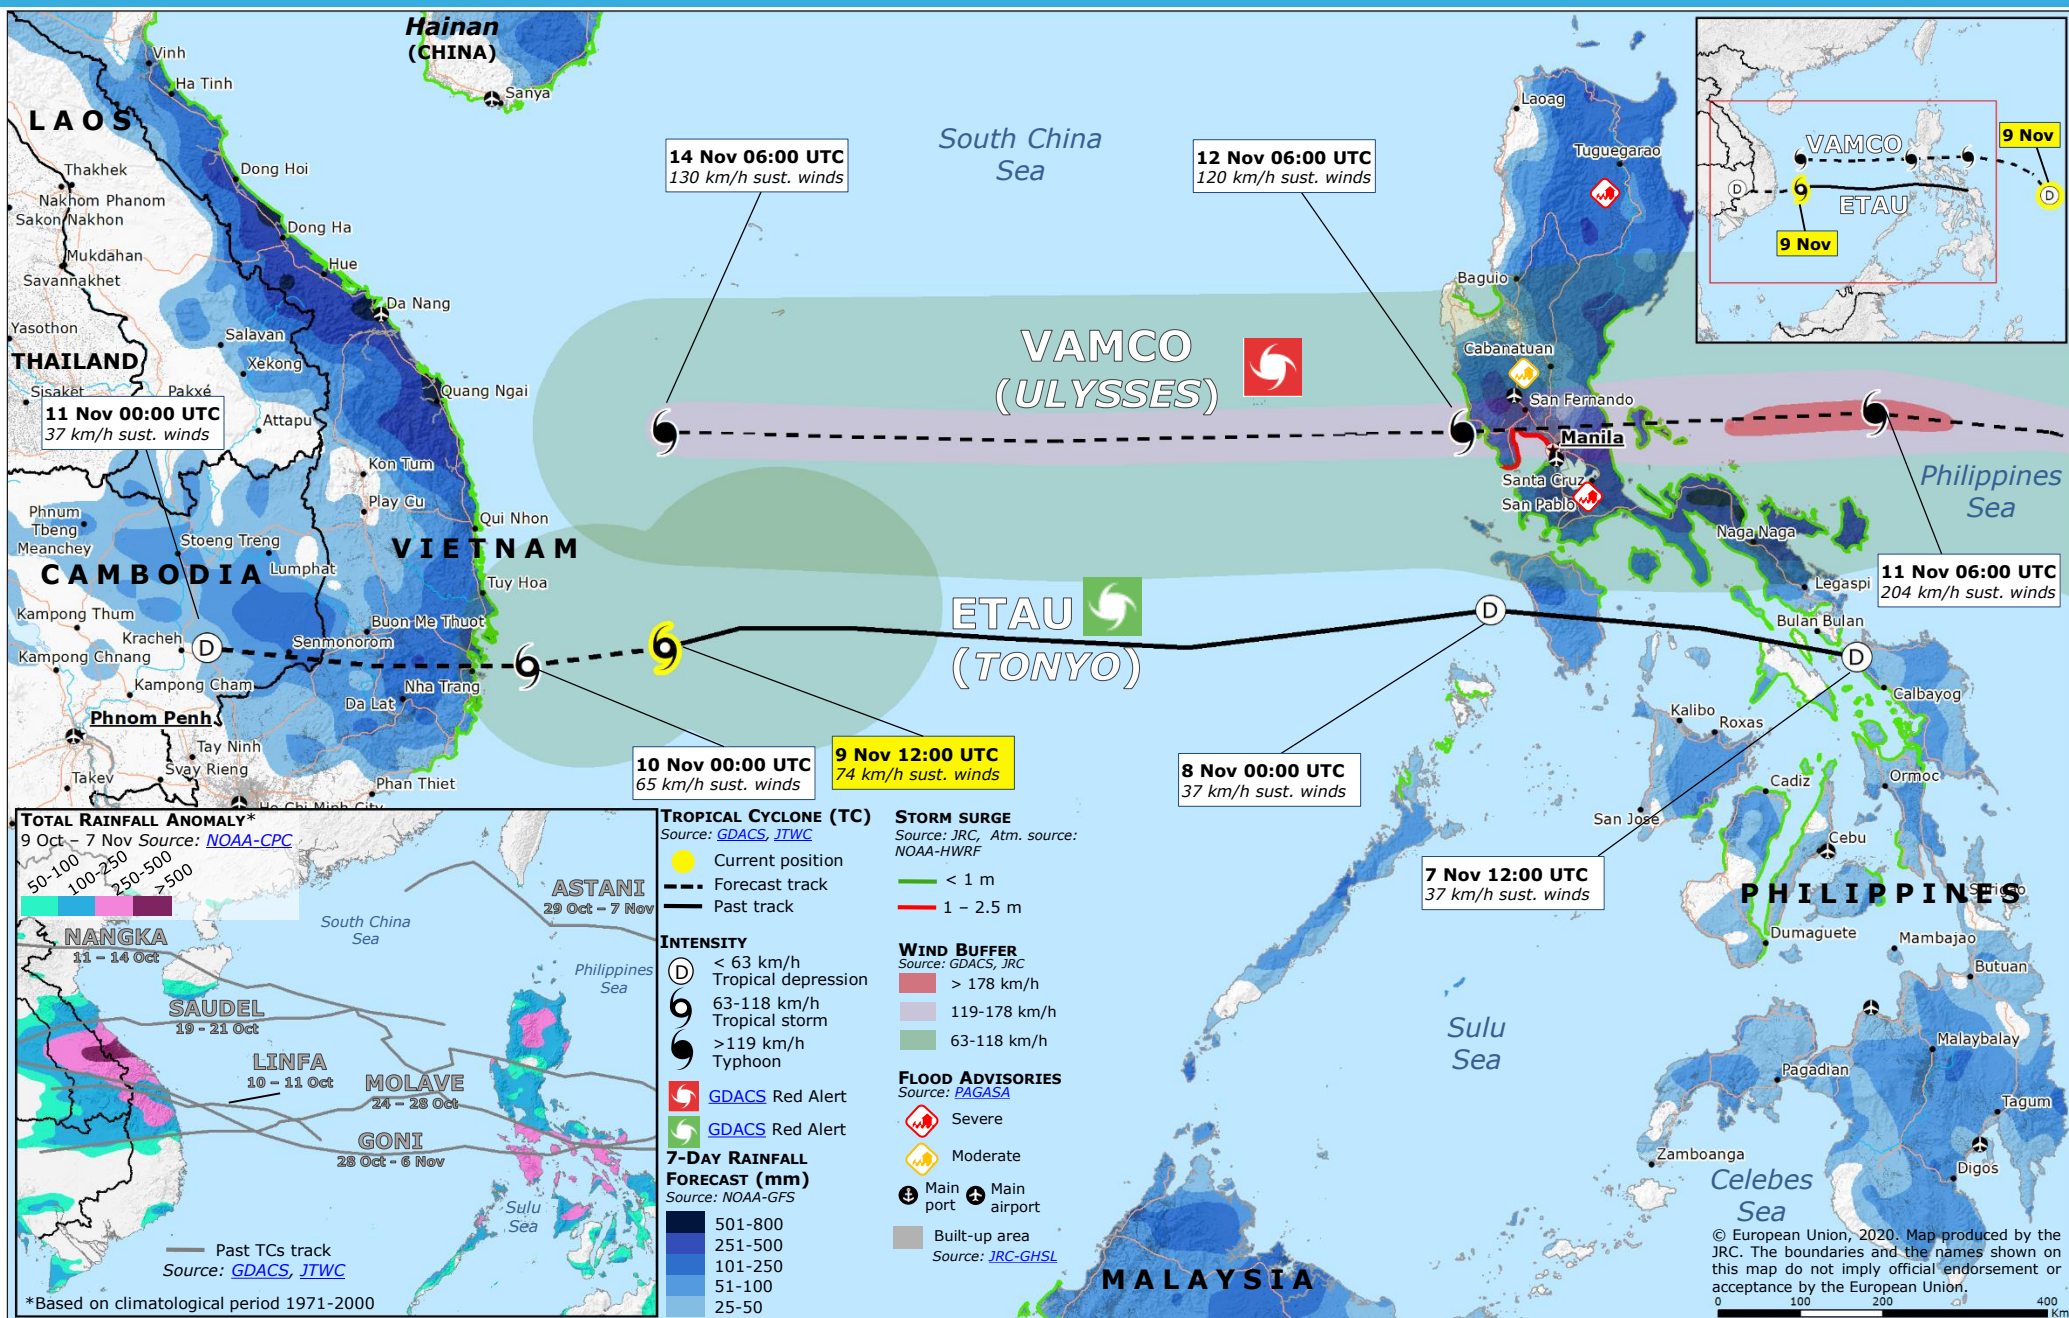 Hainan
(CHINA)
Sanya
Vinh
Ha Tinh
LAOS
Thakhek
Nakhom Phanom
Sakon Nakhon
Mukdahan
Savannakhet
Dong Hoi
Dong Ha
Hue
Da Nang
Yasothon
THAILAND
Sisaket
Salavan
Xekong
Pakxé
Attapu
Quang Ngai
11 Nov 00:00 UTC
37 km/h sust. winds
Kon Tum
Play Cu
Phnum
Tbeng
Meanchey
Stoeng Treng
Lumphat
Qui Nhon
VIETNAM
CAMBODIA
Tuy Hoa
Kampong Thum
Kracheh
D
Senmonorom
Buon Me Thuot
Kampong Chnang
Kampong Cham
Nha Trang
Da Lat
Phnom Penh
Tay Ninh
Svay Rieng
Takev
Phan Thiet
Ho Chi Minh City
14 Nov 06:00 UTC
130 km/h sust. winds
South China
Sea
12 Nov 06:00 UTC
120 km/h sust. winds
Laoag
Tuguegarao
Baguio
VAMCO
(ULYSSES)
Cabanatuan
San Fernando
Manila
Santa Cruz
San Pablo
Philippines
Sea
Naga Naga
Legaspi
11 Nov 06:00 UTC
204 km/h sust. winds
Bulan Bulan
ETAU
(TONYO)
D
D
Calbayog
10 Nov 00:00 UTC
65 km/h sust. winds
9 Nov 12:00 UTC
74 km/h sust. winds
8 Nov 00:00 UTC
37 km/h sust. winds
Kalibo
Roxas
Cadiz
Ormoc
San Jose
Cebu
7 Nov 12:00 UTC
37 km/h sust. winds
PHILIPPINES
Surigao
Dumaguete
Mambajao
Butuan
Sulu
Sea
Malaybalay
Pagadian
Tagum
Zamboanga
Digos
Celebes
Sea
MALAYSIA
VAMCO
ETAU
D
D
9 Nov
9 Nov
TOTAL RAINFALL ANOMALY*
9 Oct – 7 Nov Source: NOAA-CPC
50-100
100-250
250-500
>500
ASTANI
29 Oct – 7 Nov
South China
Sea
NANGKA
11 – 14 Oct
Philippines
Sea
SAUDEL
19 – 21 Oct
LINFA
10 – 11 Oct
MOLAVE
24 – 28 Oct
GONI
28 Oct - 6 Nov
Sulu
Sea
Past TCs track
Source: GDACS, JTWC
*Based on climatological period 1971-2000
TROPICAL CYCLONE (TC)
Source: GDACS, JTWC
Current position
Forecast track
Past track
INTENSITY
D
< 63 km/h
Tropical depression
63-118 km/h
Tropical storm
>119 km/h
Typhoon
GDACS Red Alert
GDACS Red Alert
7-DAY RAINFALL
FORECAST (mm)
Source: NOAA-GFS
501-800
251-500
101-250
51-100
25-50
STORM SURGE
Source: JRC, Atm. source:
NOAA-HWRF
< 1 m
1 – 2.5 m
WIND BUFFER
Source: GDACS, JRC
> 178 km/h
119-178 km/h
63-118 km/h
FLOOD ADVISORIES
Source: PAGASA
Severe
Moderate
Main
port
Main
airport
Built-up area
Source: JRC-GHSL
© European Union, 2020. Map produced by the
JRC. The boundaries and the names shown on
this map do not imply official endorsement or
acceptance by the European Union.
0 100 200 400
Km